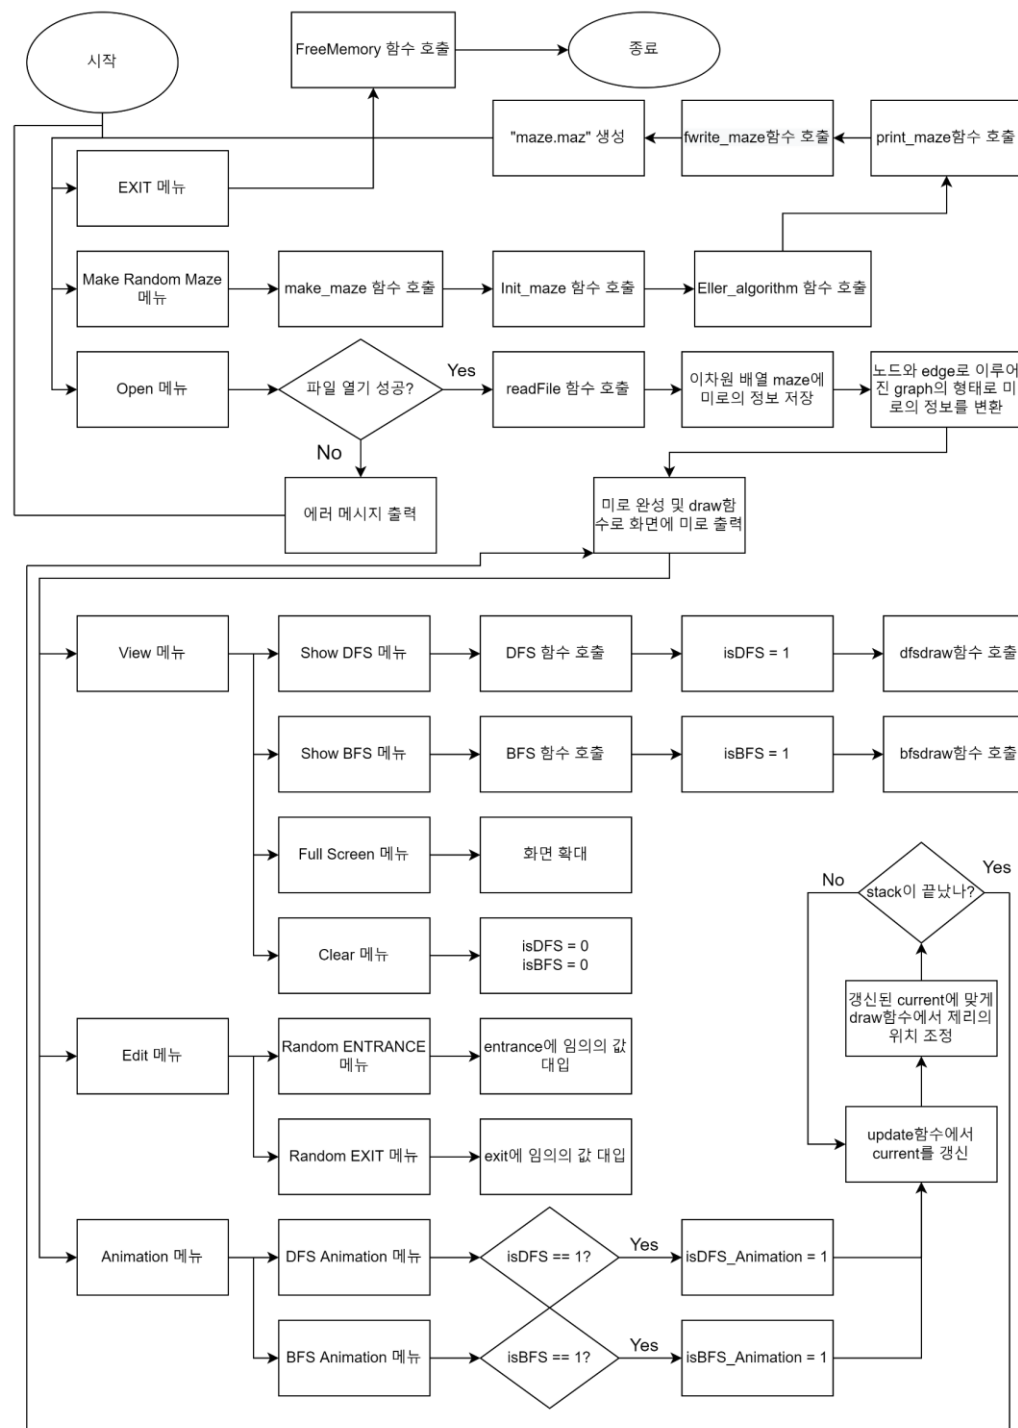 시작
FreeMemory 함수 호출
종료
"maze.maz" 생성
fwrite_maze함수 호출
print_maze함수 호출
EXIT 메뉴
Make Random Maze
메뉴
make_maze 함수 호출
Init_maze 함수 호출
Eller_algorithm 함수 호출
Open 메뉴
파일 열기 성공?
Yes
readFile 함수 호출
이차원 배열 maze에
미로의 정보 저장
노드와 edge로 이루어
진 graph의 형태로 미
로의 정보를 변환
No
에러 메시지 출력
미로 완성 및 draw함
수로 화면에 미로 출력
View 메뉴
Show DFS 메뉴
DFS 함수 호출
isDFS = 1
dfsdraw함수 호출
Show BFS 메뉴
BFS 함수 호출
isBFS = 1
bfsdraw함수 호출
Full Screen 메뉴
화면 확대
No
stack이 끝났나?
Yes
Clear 메뉴
isDFS = 0
isBFS = 0
갱신된 current에 맞게
draw함수에서 제리의
위치 조정
Edit 메뉴
Random ENTRANCE
메뉴
entrance에 임의의 값
대입
update함수에서
current를 갱신
Random EXIT 메뉴
exit에 임의의 값 대입
Animation 메뉴
DFS Animation 메뉴
isDFS == 1?
Yes
isDFS_Animation = 1
BFS Animation 메뉴
isBFS == 1?
Yes
isBFS_Animation = 1